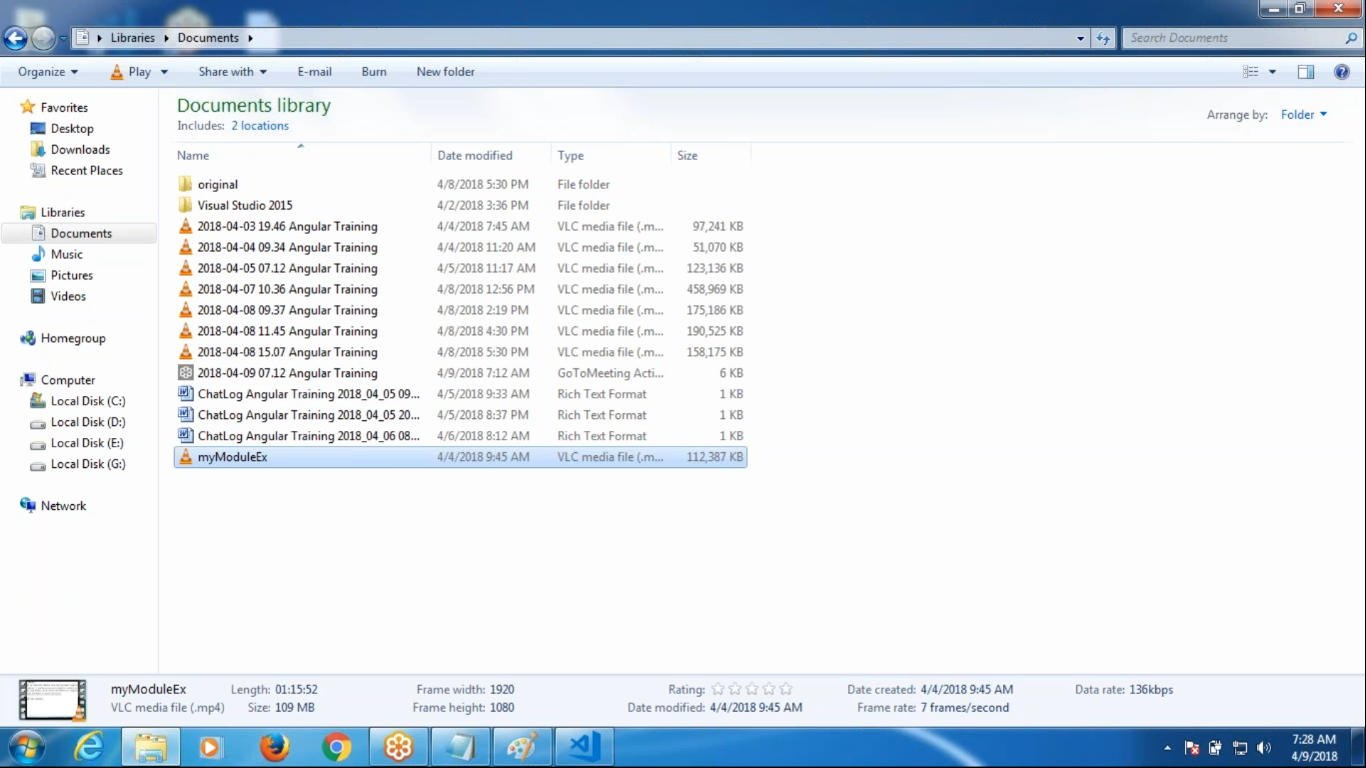 Libraries Documents
Search Documents
Organize Play Share with E-mail Burn New folder
Favorites
Desktop
Downloads
Recent Places
Libraries
Documents
Music
Pictures
Videos
Homegroup
Computer
Local Disk (C:)
Local Disk (D:)
Local Disk (E:)
Local Disk (G:)
Network
Documents library
Includes: 2 locations
Arrange by: Folder
Name Date modified Type Size
original 4/8/2018 5:30 PM File folder
Visual Studio 2015 4/2/2018 3:36 PM File folder
2018-04-03 19.46 Angular Training 4/4/2018 7:45 AM VLC media file (.m... 97,241 KB
2018-04-04 09.34 Angular Training 4/4/2018 11:20 AM VLC media file (.m... 51,070 KB
2018-04-05 07.12 Angular Training 4/5/2018 11:17 AM VLC media file (.m... 123,136 KB
2018-04-07 10.36 Angular Training 4/8/2018 12:56 PM VLC media file (.m... 458,969 KB
2018-04-08 09.37 Angular Training 4/8/2018 2:19 PM VLC media file (.m... 175,186 KB
2018-04-08 11.45 Angular Training 4/8/2018 4:30 PM VLC media file (.m... 190,525 KB
2018-04-08 15.07 Angular Training 4/8/2018 5:30 PM VLC media file (.m... 158,175 KB
2018-04-09 07.12 Angular Training 4/9/2018 7:12 AM GoToMeeting Acti... 6 KB
ChatLog Angular Training 2018_04_05 09... 4/5/2018 9:33 AM Rich Text Format 1 KB
ChatLog Angular Training 2018_04_05 20... 4/5/2018 8:37 PM Rich Text Format 1 KB
ChatLog Angular Training 2018_04_06 08... 4/6/2018 8:12 AM Rich Text Format 1 KB
myModuleEx 4/4/2018 9:45 AM VLC media file (.m... 112,387 KB
myModuleEx Length: 01:15:52 Frame width: 1920 Rating: Date created: 4/4/2018 9:45 AM Data rate: 136kbps
VLC media file (.mp4) Size: 109 MB Frame height: 1080 Date modified: 4/4/2018 9:45 AM Frame rate: 7 frames/second
7:28 AM
4/9/2018